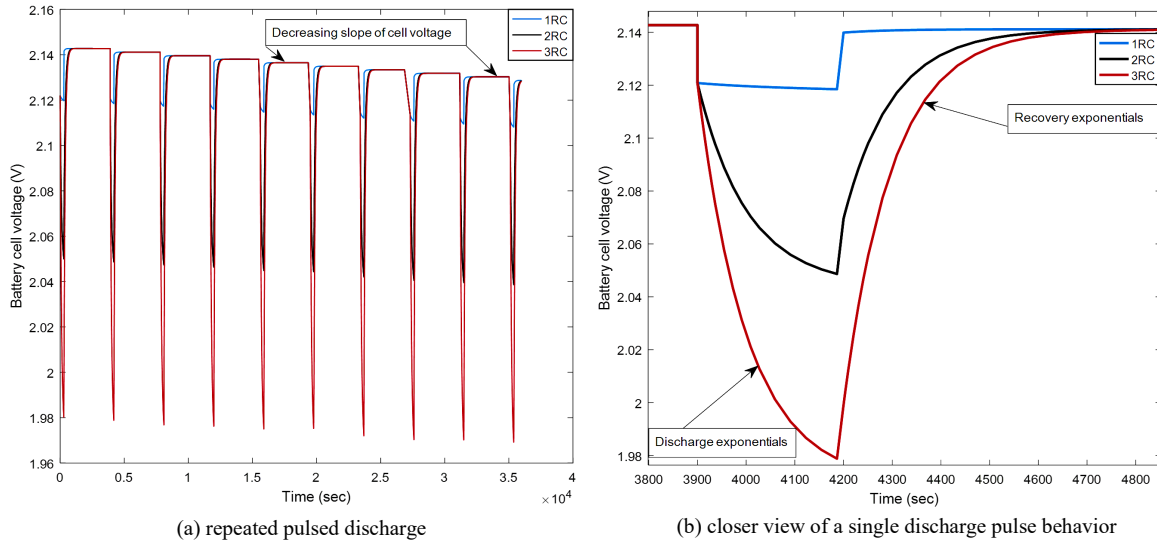 2.16
2.14
2.12
2.1
2.08
2.06
2.04
2.02
2
1.98
1.96
Battery cell voltage (V)
Decreasing slope of cell voltage
1RC
2RC
3RC
0
0.5
1
1.5
2
2.5
3
3.5
4
Time (sec)
× 10⁴
(a) repeated pulsed discharge
2.14
2.12
2.1
2.08
2.06
2.04
2.02
2
1.98
Battery cell voltage (V)
1RC
2RC
3RC
Recovery exponentials
Discharge exponentials
3800
3900
4000
4100
4200
4300
4400
4500
4600
4700
4800
Time (sec)
(b) closer view of a single discharge pulse behavior